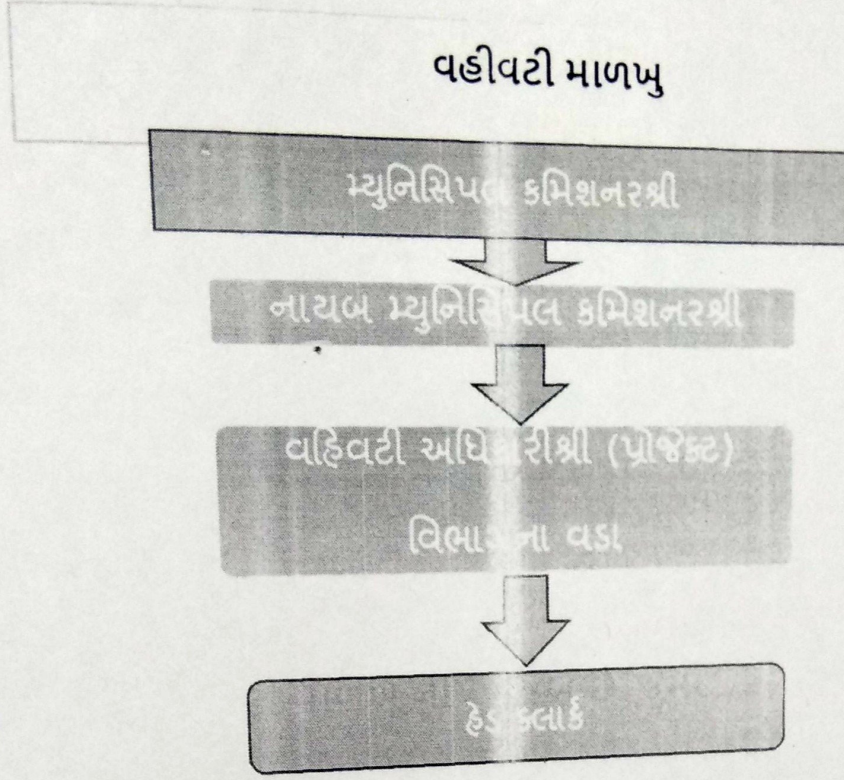 વહીવટી માળખુ
મ્યુનિસિપલ કમિશનરશ્રી
નાયબ મ્યુનિસિપલ કમિશનરશ્રી
વહિવટી અધિકારીશ્રી (પ્રોજેક્ટ)
વિભાગના વડા
હેડ ક્લાર્ક